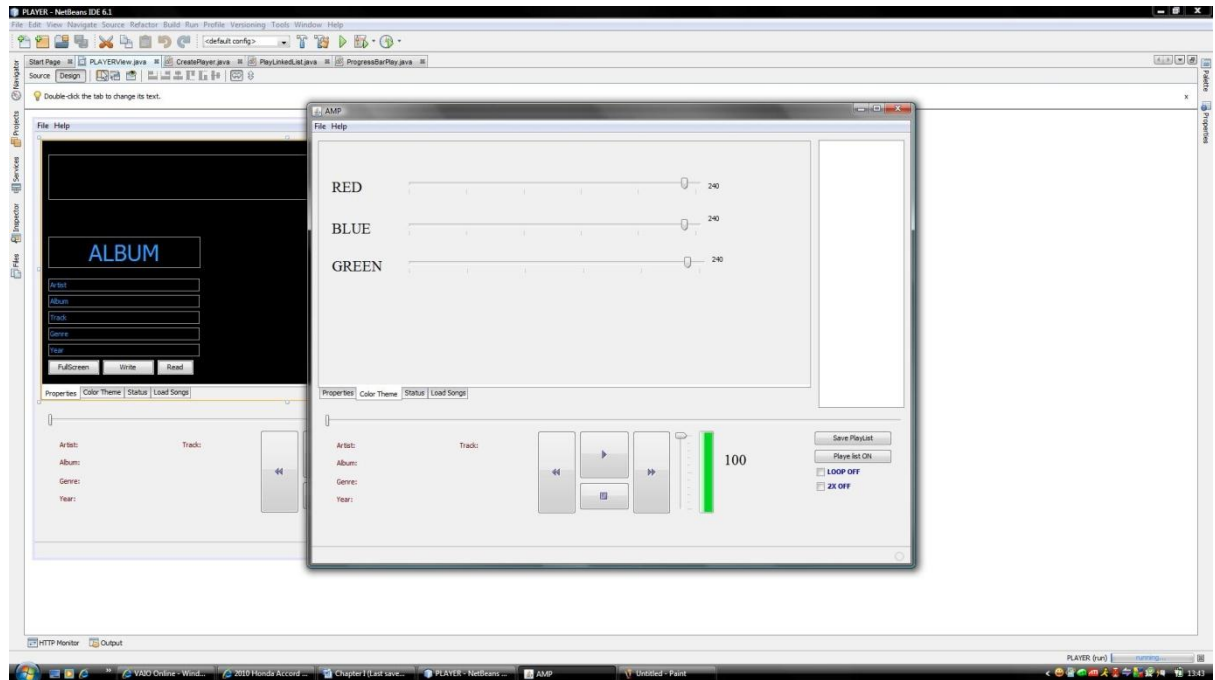 PLAYER - NetBeans IDE 6.1
File Edit View Navigate Source Refactor Build Run Profile Versioning Tools Window Help
<default config>
Start Page PLAYERView.java CreatePlayer.java PlayLinkedList.java ProgressBarPlay.java
Source Design
Double-click the tab to change its text.
Navigator
Projects
Services
Inspector
Files
Palette
Properties
File Help
ALBUM
Artist
Album
Track
Genre
Year
FullScreen Write Read
Properties Color Theme Status Load Songs
Artist: Track:
Album:
Genre:
Year:
AMP
File Help
RED 240
BLUE 240
GREEN 240
Properties Color Theme Status Load Songs
Artist: Track:
Album:
Genre:
Year:
100
Save PlayList
Playe list ON
LOOP OFF
2X OFF
HTTP Monitor Output
PLAYER (run) running...
VAIO Online - Wind... 2010 Honda Accord ... Chapter I (Last save... PLAYER - NetBeans ... AMP Untitled - Paint 13:43